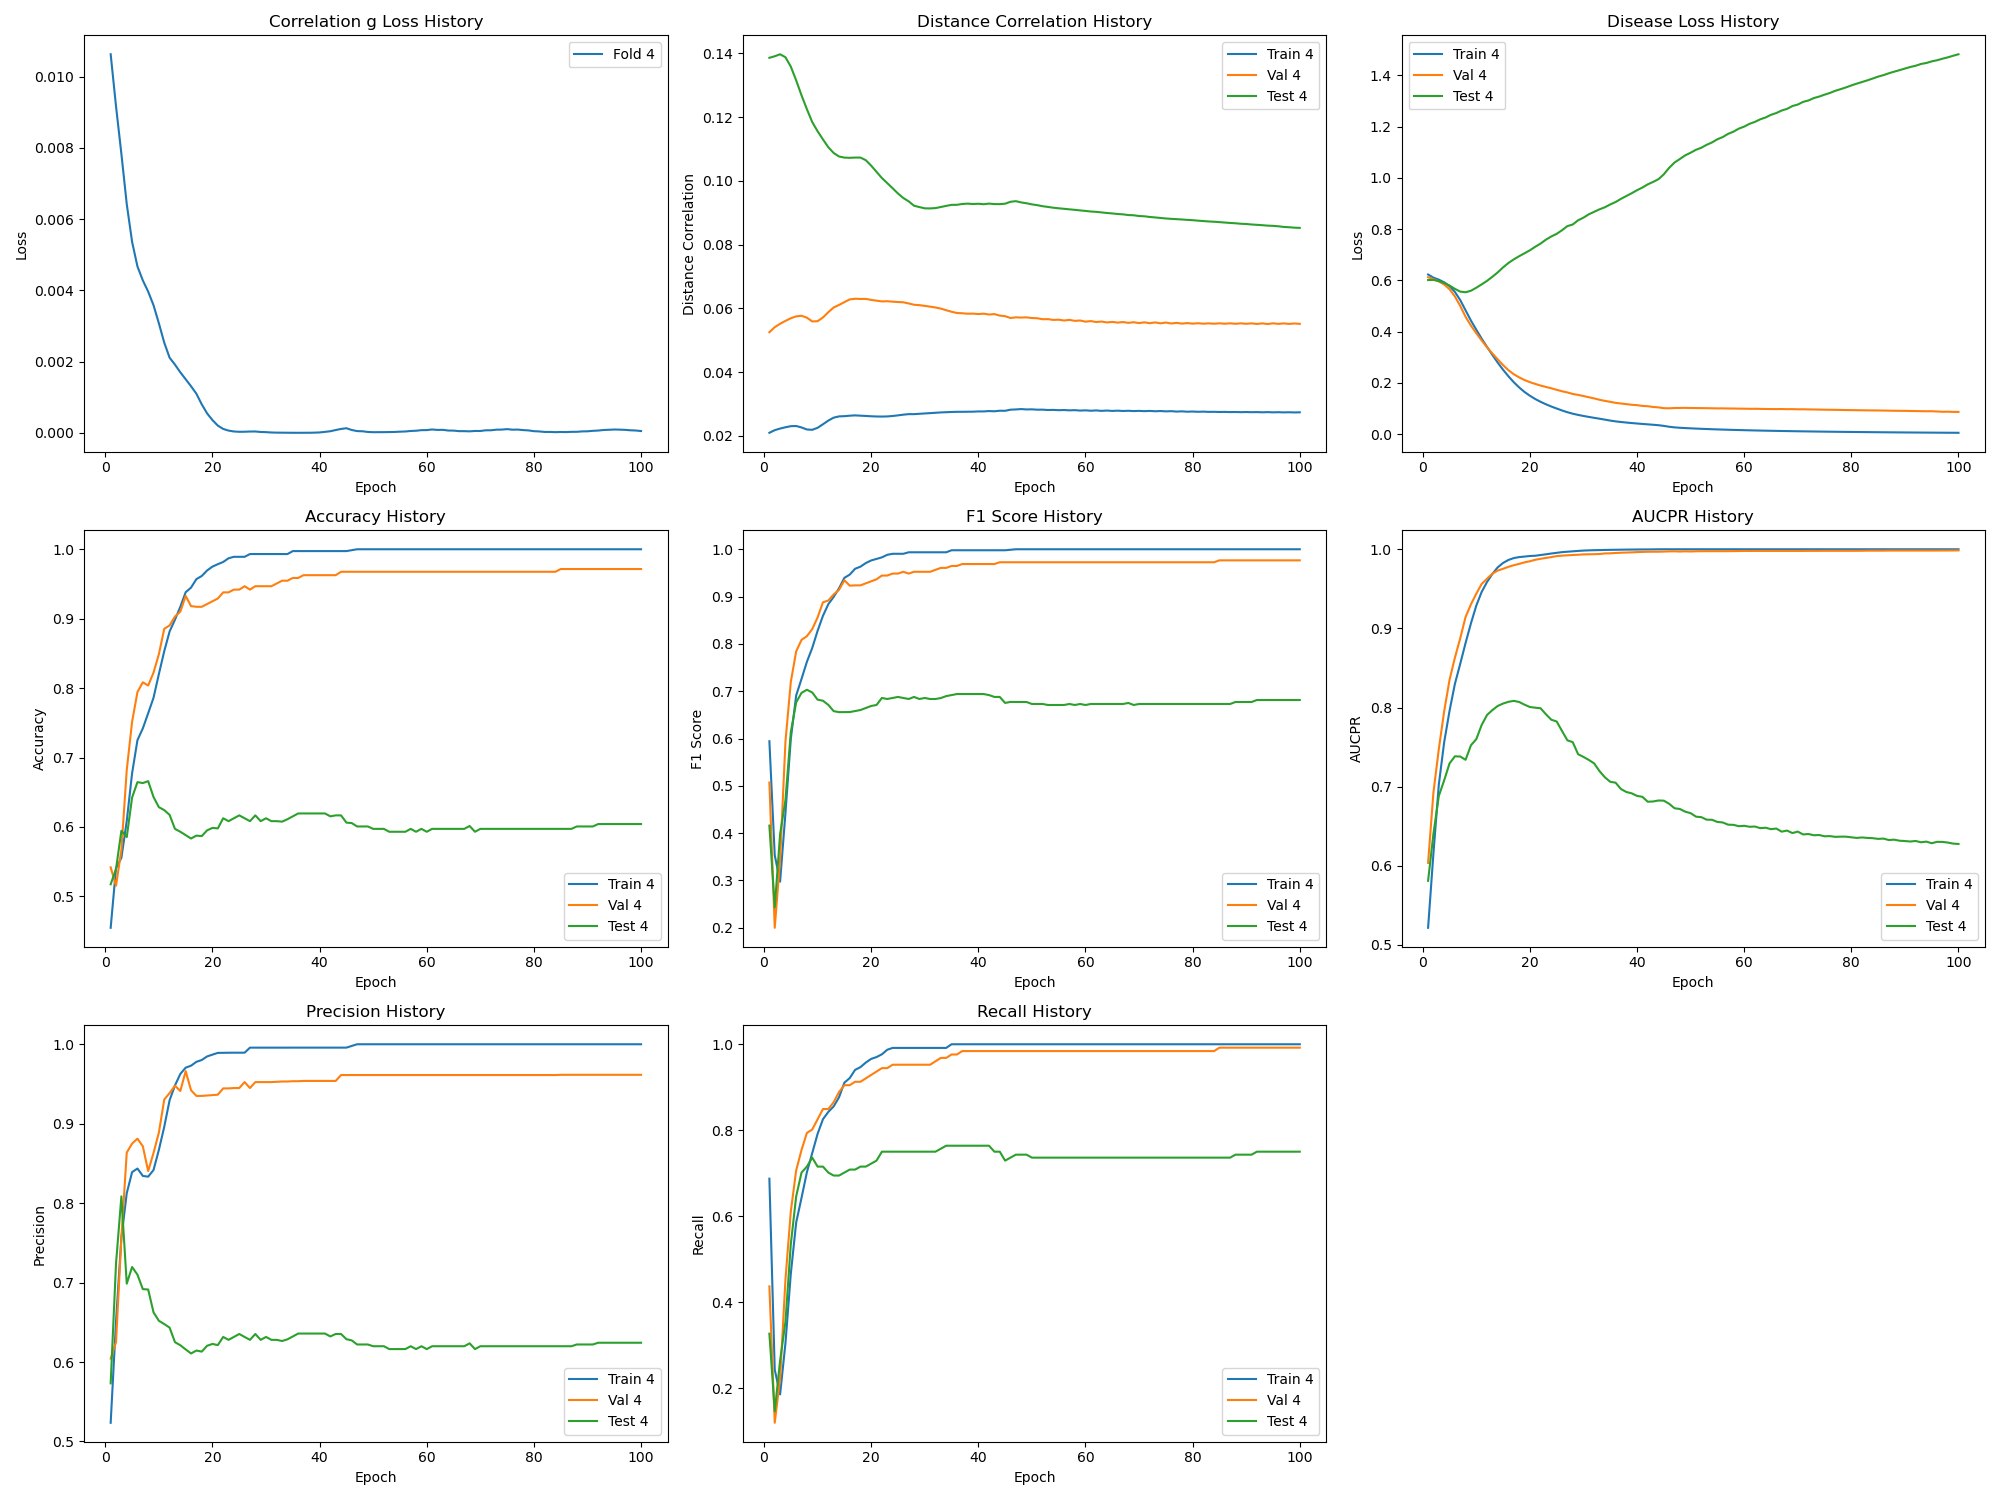 Correlation g Loss History
Fold 4
0.010
0.008
0.006
0.004
0.002
0.000
Loss
0 20 40 60 80 100
Epoch
Distance Correlation History
Train 4
Val 4
Test 4
0.14
0.12
0.10
0.08
0.06
0.04
0.02
Distance Correlation
0 20 40 60 80 100
Epoch
Disease Loss History
Train 4
Val 4
Test 4
1.4
1.2
1.0
0.8
0.6
0.4
0.2
0.0
Loss
0 20 40 60 80 100
Epoch
Accuracy History
1.0
0.9
0.8
0.7
0.6
0.5
Accuracy
Train 4
Val 4
Test 4
0 20 40 60 80 100
Epoch
F1 Score History
1.0
0.9
0.8
0.7
0.6
0.5
0.4
0.3
0.2
F1 Score
Train 4
Val 4
Test 4
0 20 40 60 80 100
Epoch
AUCPR History
1.0
0.9
0.8
0.7
0.6
0.5
AUCPR
Train 4
Val 4
Test 4
0 20 40 60 80 100
Epoch
Precision History
1.0
0.9
0.8
0.7
0.6
0.5
Precision
Train 4
Val 4
Test 4
0 20 40 60 80 100
Epoch
Recall History
1.0
0.8
0.6
0.4
0.2
Recall
Train 4
Val 4
Test 4
0 20 40 60 80 100
Epoch